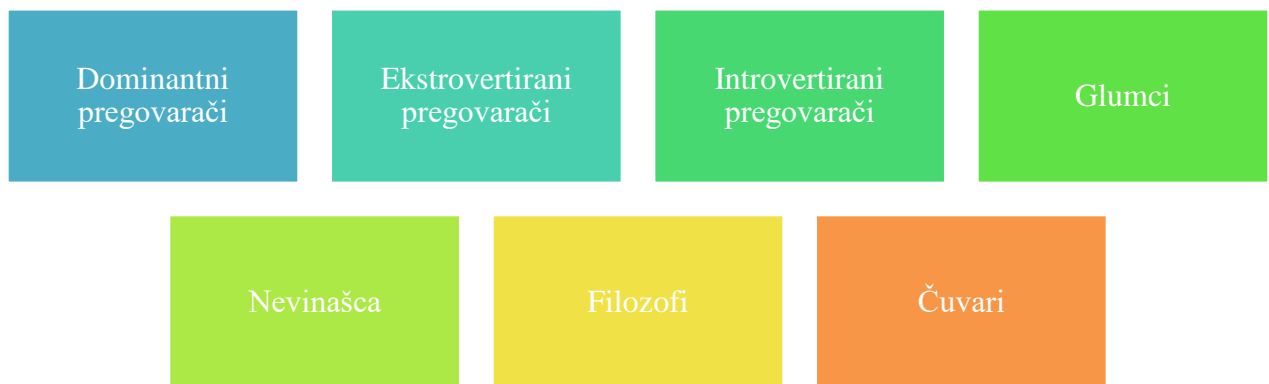 Dominantni
pregovarači
Ekstrovertirani
pregovarači
Introvertirani
pregovarači
Glumci
Nevinašca
Filozofi
Čuvari